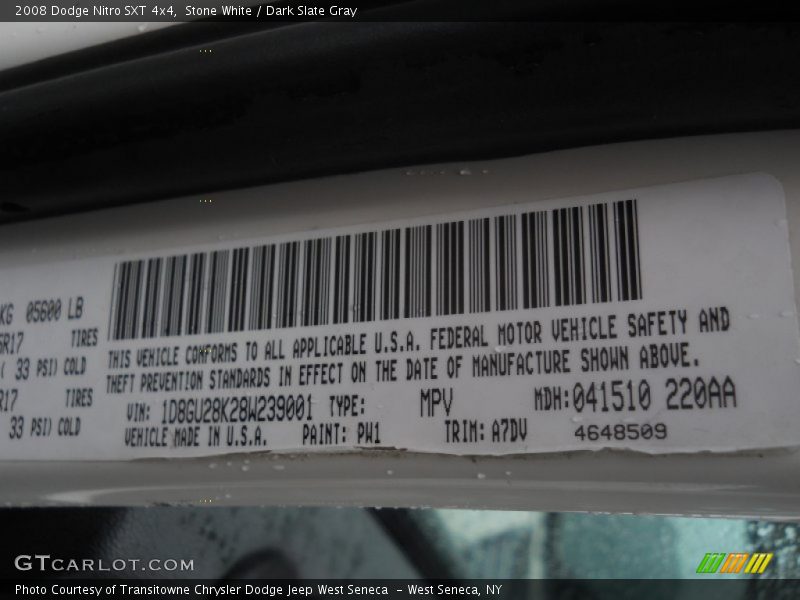 2008 Dodge Nitro SXT 4x4, Stone White / Dark Slate Gray
KG 05600 LB
R17 TIRES
( 33 PSI) COLD
R17 TIRES
33 PSI) COLD
THIS VEHICLE CONFORMS TO ALL APPLICABLE U.S.A. FEDERAL MOTOR VEHICLE SAFETY AND
THEFT PREVENTION STANDARDS IN EFFECT ON THE DATE OF MANUFACTURE SHOWN ABOVE.
VIN: 1D8GU28K28W239001 TYPE: MPV MDH:041510 220AA
VEHICLE MADE IN U.S.A. PAINT: PW1 TRIM: A7DV 4648509
GTcarlot.com
Photo Courtesy of Transitowne Chrysler Dodge Jeep West Seneca - West Seneca, NY